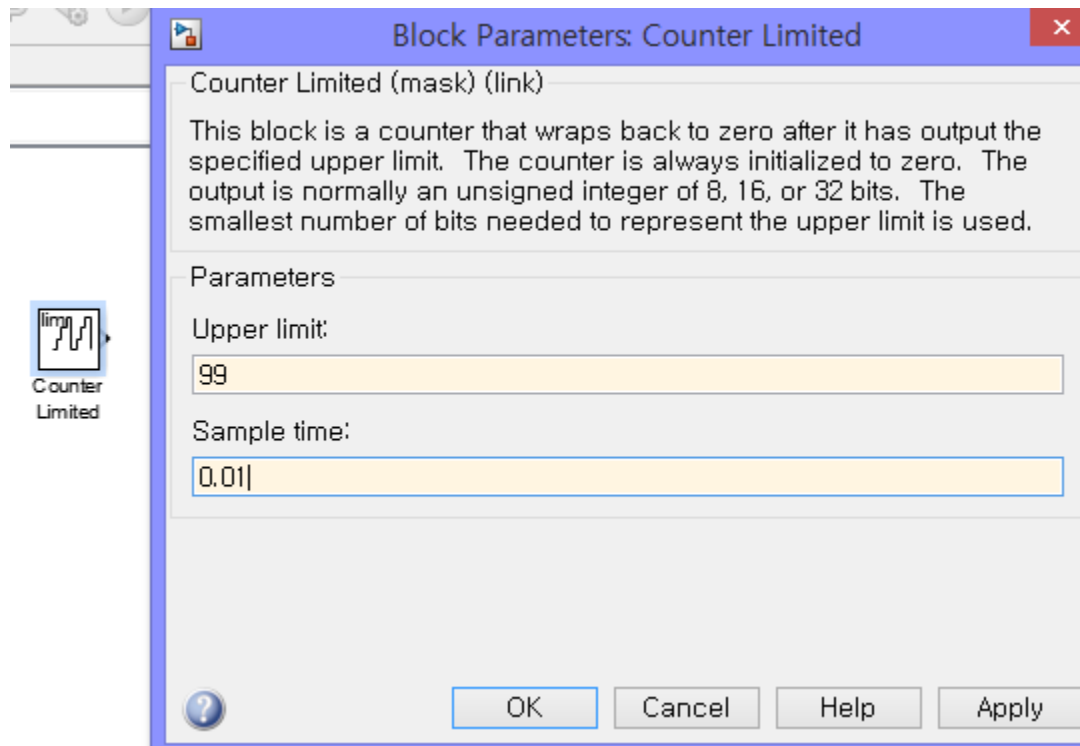 Block Parameters: Counter Limited
Counter Limited (mask) (link)
This block is a counter that wraps back to zero after it has output the
specified upper limit. The counter is always initialized to zero. The
output is normally an unsigned integer of 8, 16, or 32 bits. The
smallest number of bits needed to represent the upper limit is used.
Parameters
Upper limit:
99
Sample time:
0.01
lim
Counter
Limited
OK
Cancel
Help
Apply